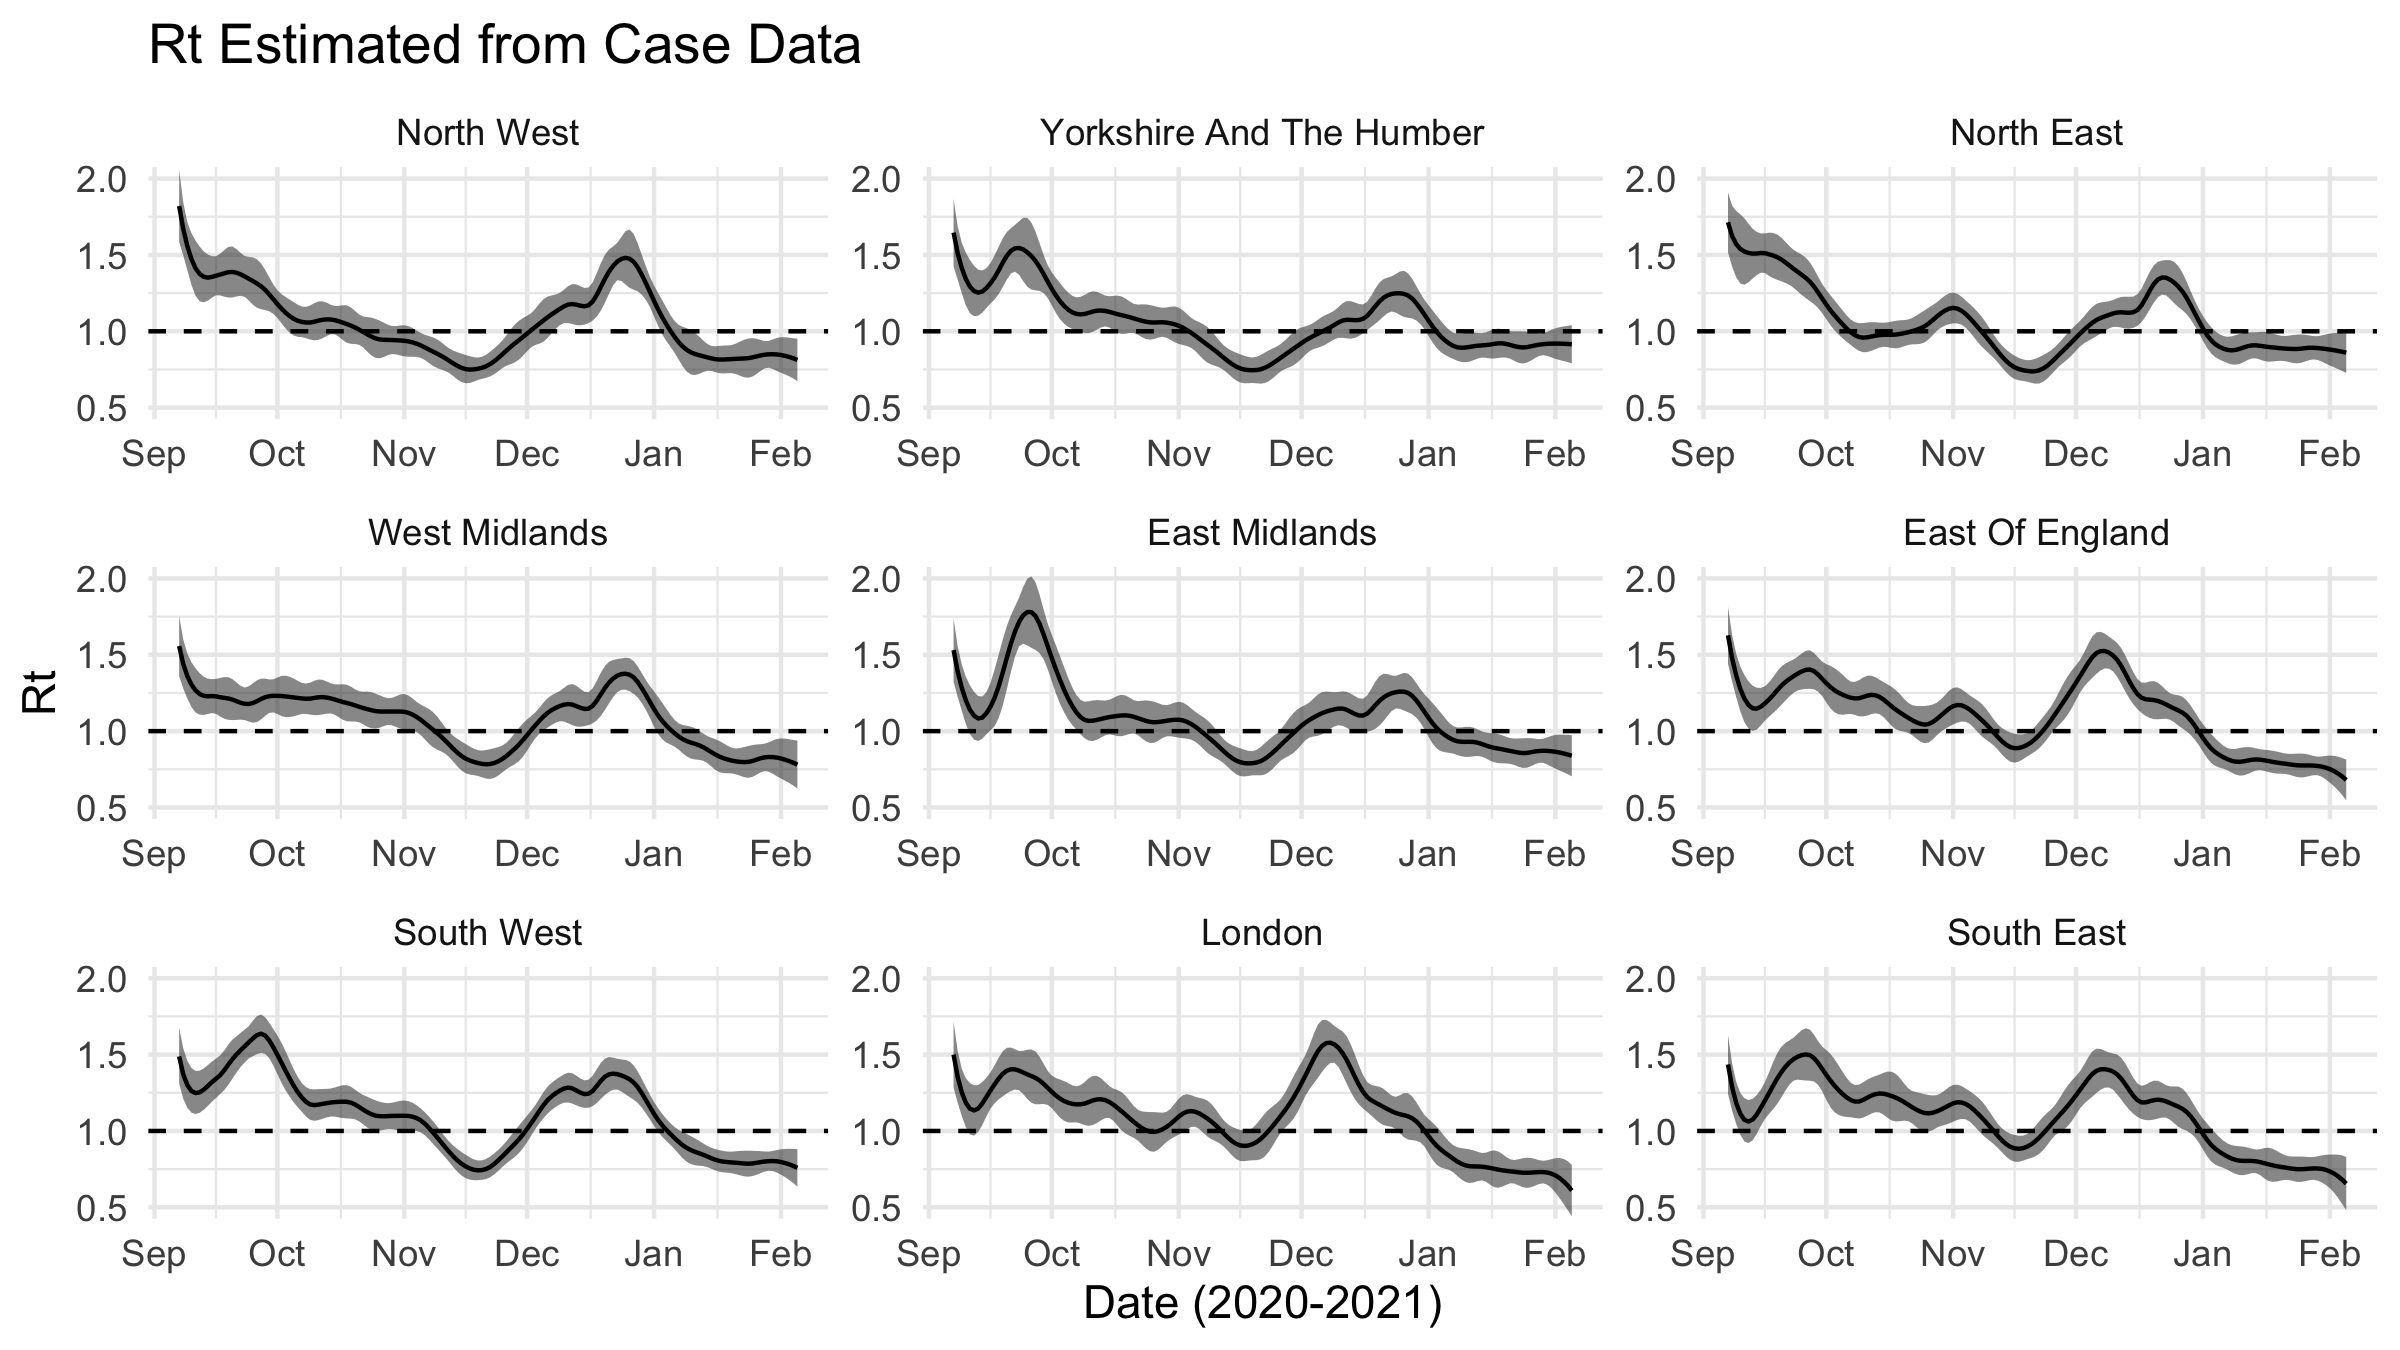 Rt Estimated from Case Data
North West
Yorkshire And The Humber
North East
2.0
1.5
1.0
0.5
2.0
1.5
1.0
0.5
2.0
1.5
1.0
0.5
Sep Oct Nov Dec Jan Feb
Sep Oct Nov Dec Jan Feb
Sep Oct Nov Dec Jan Feb
West Midlands
East Midlands
East Of England
2.0
1.5
1.0
0.5
2.0
1.5
1.0
0.5
2.0
1.5
1.0
0.5
Sep Oct Nov Dec Jan Feb
Sep Oct Nov Dec Jan Feb
Sep Oct Nov Dec Jan Feb
Rt
South West
London
South East
2.0
1.5
1.0
0.5
2.0
1.5
1.0
0.5
2.0
1.5
1.0
0.5
Sep Oct Nov Dec Jan Feb
Sep Oct Nov Dec Jan Feb
Sep Oct Nov Dec Jan Feb
Date (2020-2021)